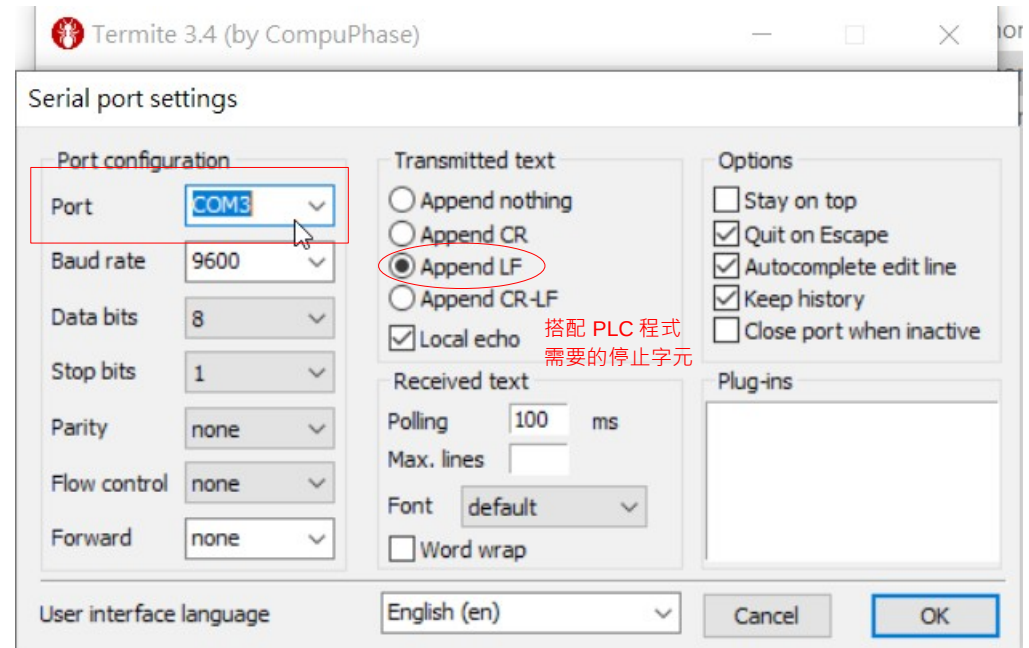 Termite 3.4 (by CompuPhase)
Serial port settings
Port configuration
Port COM3
Baud rate 9600
Data bits 8
Stop bits 1
Parity none
Flow control none
Forward none
Transmitted text
Append nothing
Append CR
Append LF
Append CR-LF
Local echo
搭配 PLC 程式
需要的停止字元
Received text
Polling 100 ms
Max. lines
Font default
Word wrap
Options
Stay on top
Quit on Escape
Autocomplete edit line
Keep history
Close port when inactive
Plug-ins
User interface language English (en)
Cancel
OK